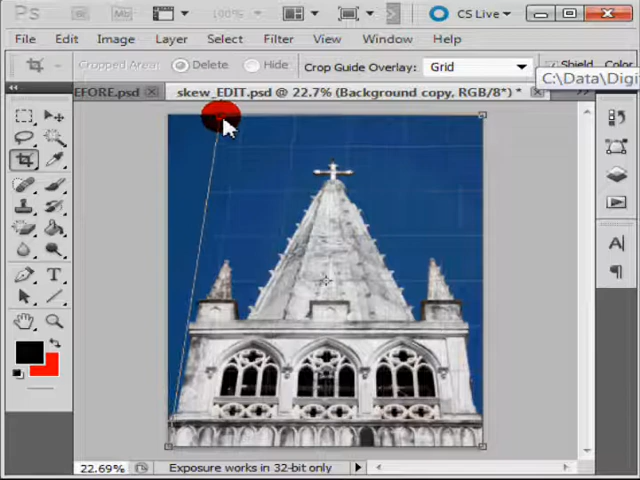 Ps Br Mb 100% CS Live
File Edit Image Layer Select Filter View Window Help
Cropped Area: Delete Hide Crop Guide Overlay: Grid Shield Color
C:\Data\Digi
EFORE.psd skew_EDIT.psd @ 22.7% (Background copy, RGB/8*) *
T
A
22.69% Exposure works in 32-bit only